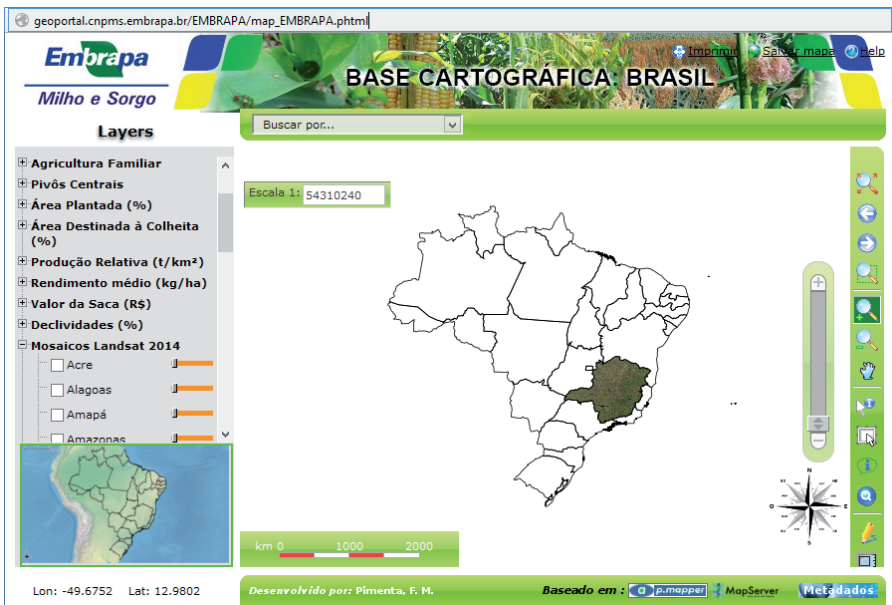 geoportal.cnpms.embrapa.br/EMBRAPA/map_EMBRAPA.phtml
Embrapa
Milho e Sorgo
BASE CARTOGRÁFICA: BRASIL
Imprimir
Salvar mapa
Help
Layers
Buscar por...
Agricultura Familiar
Pivôs Centrais
Área Plantada (%)
Área Destinada à Colheita
(%)
Produção Relativa (t/km²)
Rendimento médio (kg/ha)
Valor da Saca (R$)
Declividades (%)
Mosaicos Landsat 2014
Acre
Alagoas
Amapá
Amazonas
Escala 1: 54310240
N
E
S
O
km 0 1000 2000
Lon: -49.6752 Lat: 12.9802
Desenvolvido por: Pimenta, F. M.
Baseado em : p.mapper MapServer
Metadados